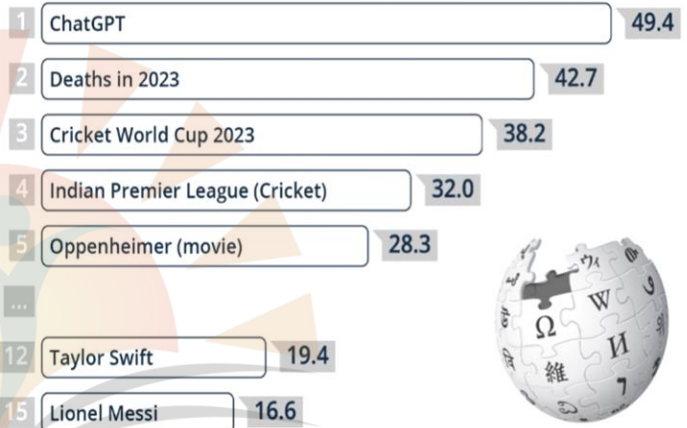 1 ChatGPT 49.4
2 Deaths in 2023 42.7
3 Cricket World Cup 2023 38.2
4 Indian Premier League (Cricket) 32.0
5 Oppenheimer (movie) 28.3
...
12 Taylor Swift 19.4
15 Lionel Messi 16.6
Ω W
維 И